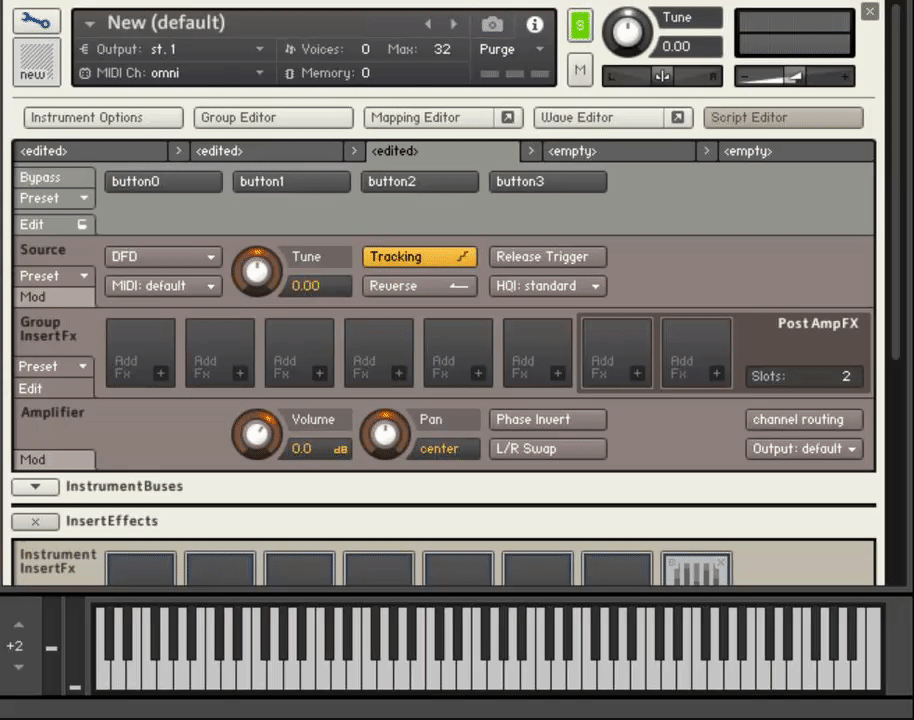 New (default)
Output: st. 1
Voices: 0 Max: 32
Purge
MIDI Ch: omni
Memory: 0
new
S
M
Tune
0.00
L R
- +
Instrument Options
Group Editor
Mapping Editor
Wave Editor
Script Editor
<edited>
<edited>
<edited>
<empty>
<empty>
Bypass
Preset
Edit
button0
button1
button2
button3
Source
Preset
Mod
DFD
MIDI: default
Tune
0.00
Tracking
Reverse
Release Trigger
HQI: standard
Group
InsertFx
Preset
Edit
Add
Fx +
Add
Fx +
Add
Fx +
Add
Fx +
Add
Fx +
Add
Fx +
Add
Fx +
Add
Fx +
Post AmpFX
Slots: 2
Amplifier
Mod
Volume
0.0 dB
Pan
center
Phase Invert
L/R Swap
channel routing
Output: default
InstrumentBuses
InsertEffects
Instrument
InsertFx
+2